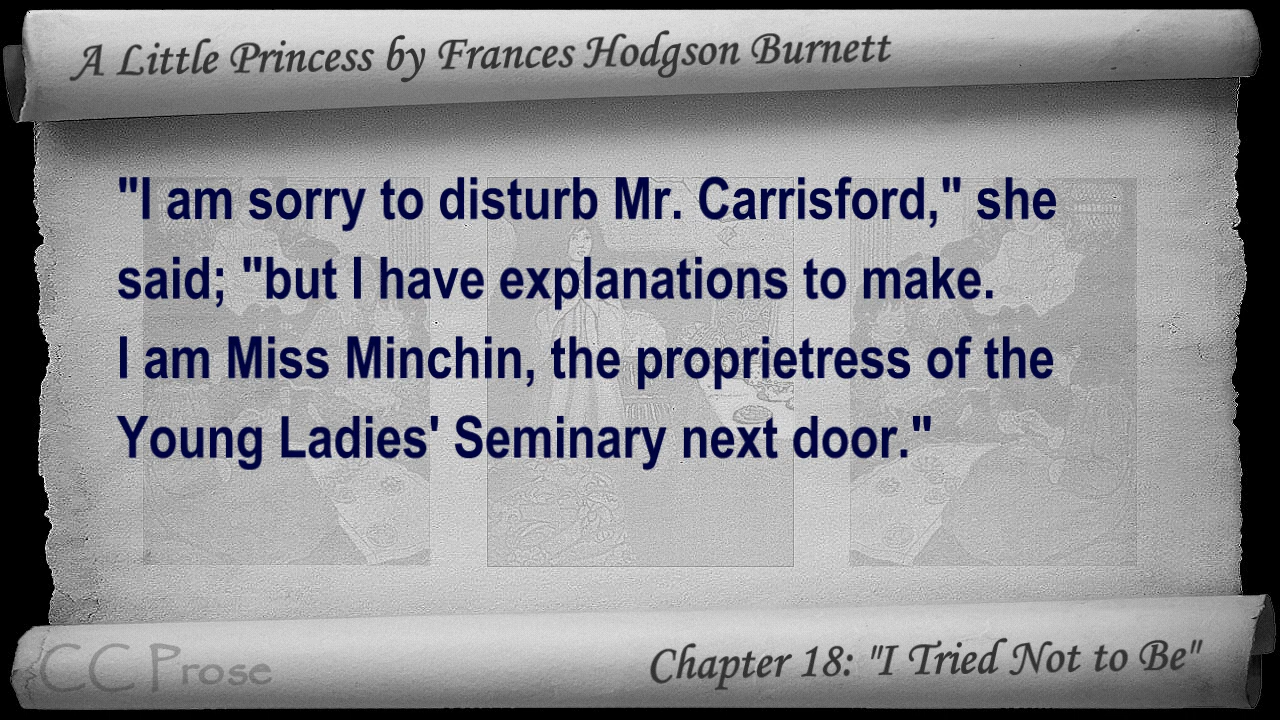 A Little Princess by Frances Hodgson Burnett
"I am sorry to disturb Mr. Carrisford," she
said; "but I have explanations to make.
I am Miss Minchin, the proprietress of the
Young Ladies' Seminary next door."
CC Prose
Chapter 18: "I Tried Not to Be"